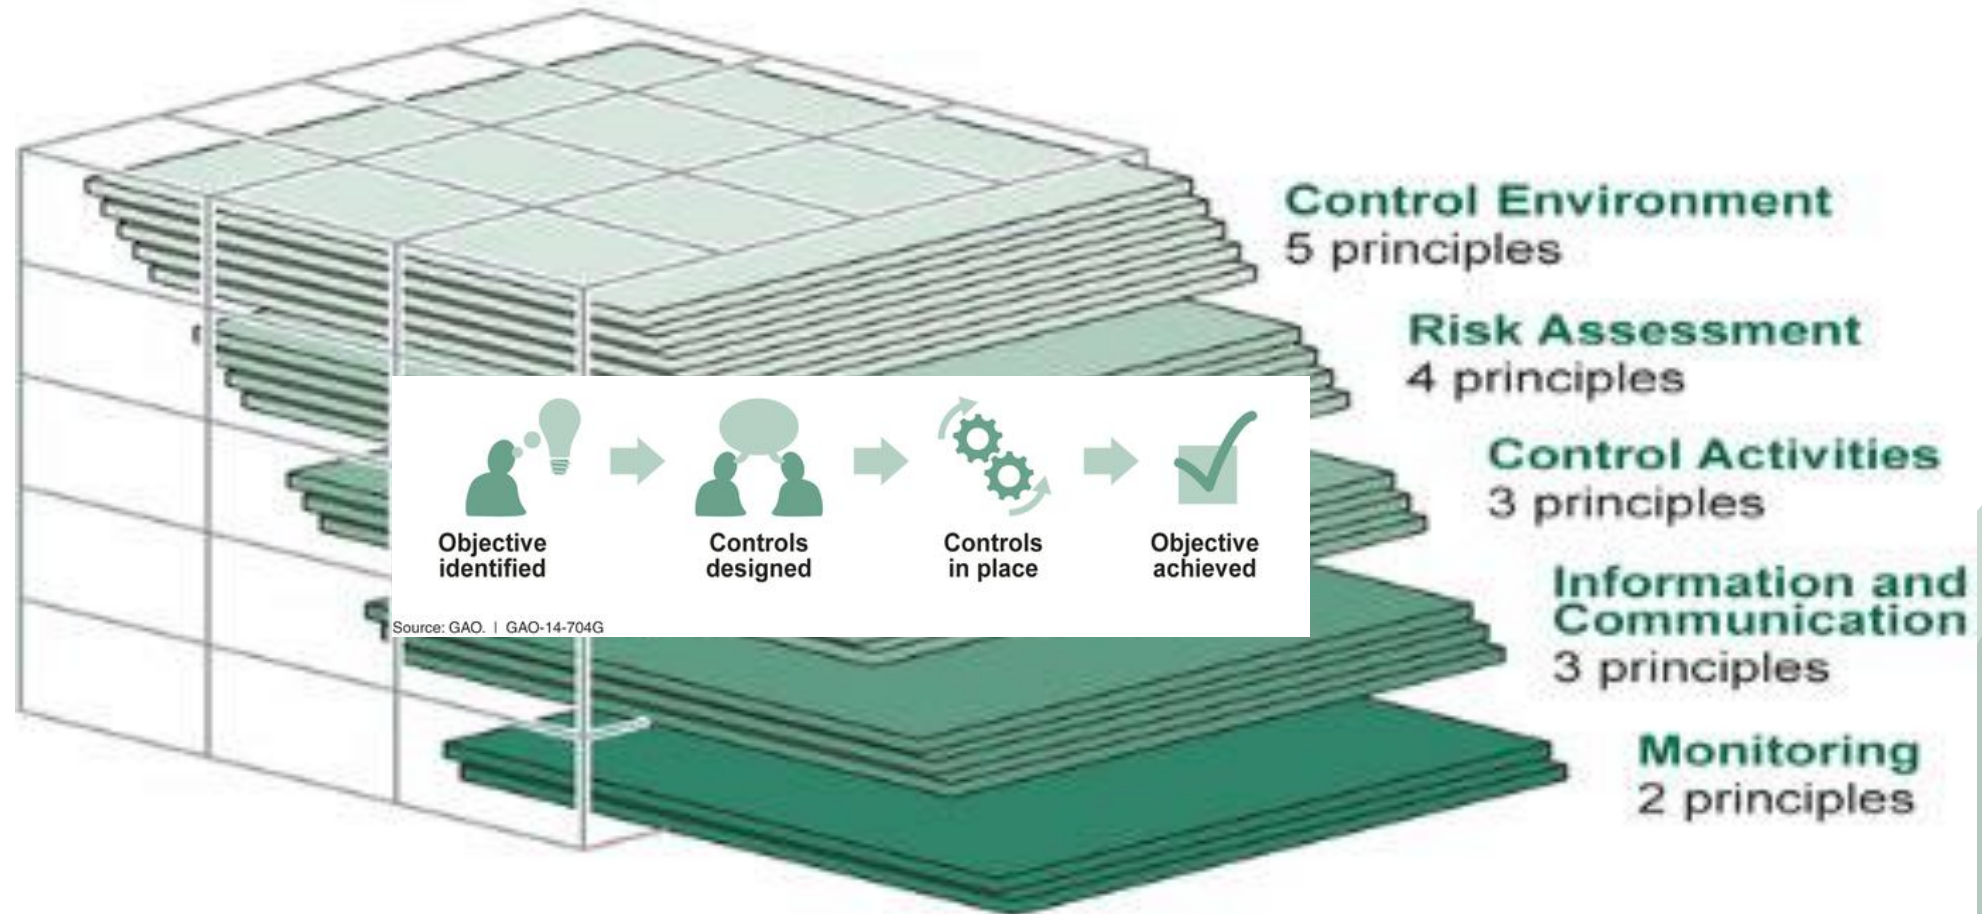 Control Environment
5 principles
Risk Assessment
4 principles
Control Activities
3 principles
Information and
Communication
3 principles
Monitoring
2 principles
Objective
identified
Controls
designed
Controls
in place
Objective
achieved
Source: GAO. | GAO-14-704G